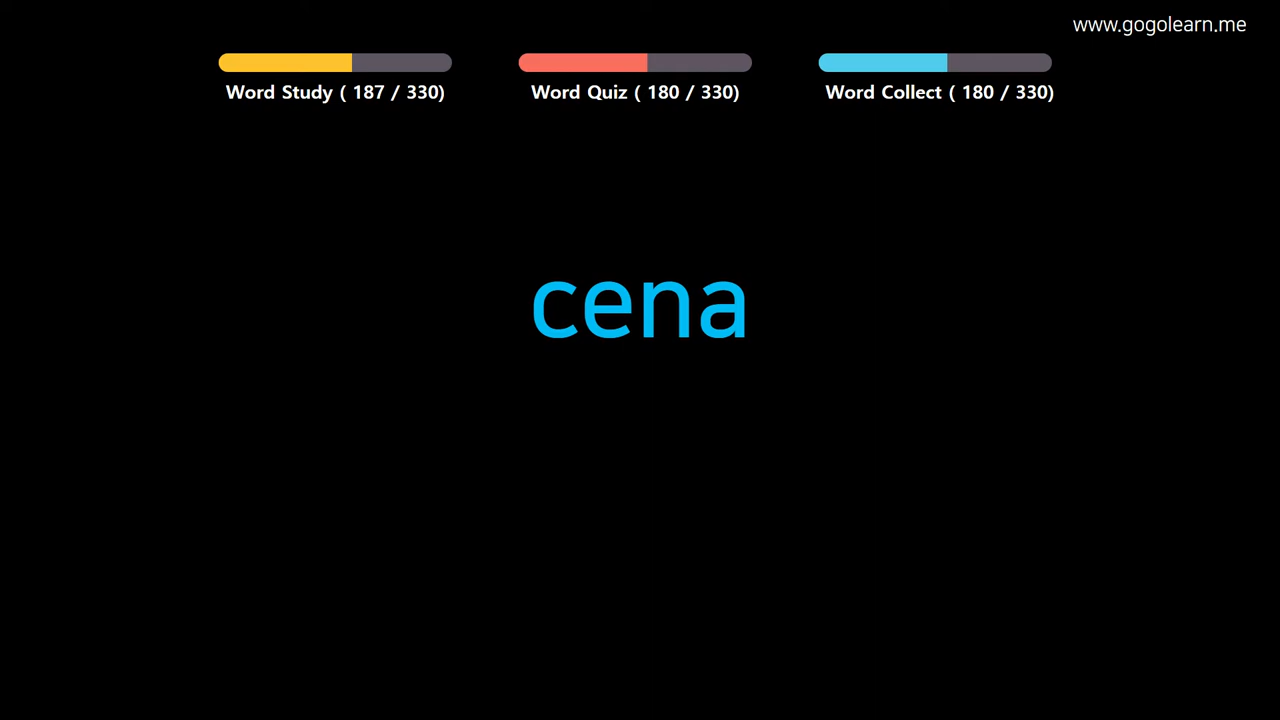 www.gogolearn.me
Word Study ( 187 / 330)
Word Quiz ( 180 / 330)
Word Collect ( 180 / 330)
cena